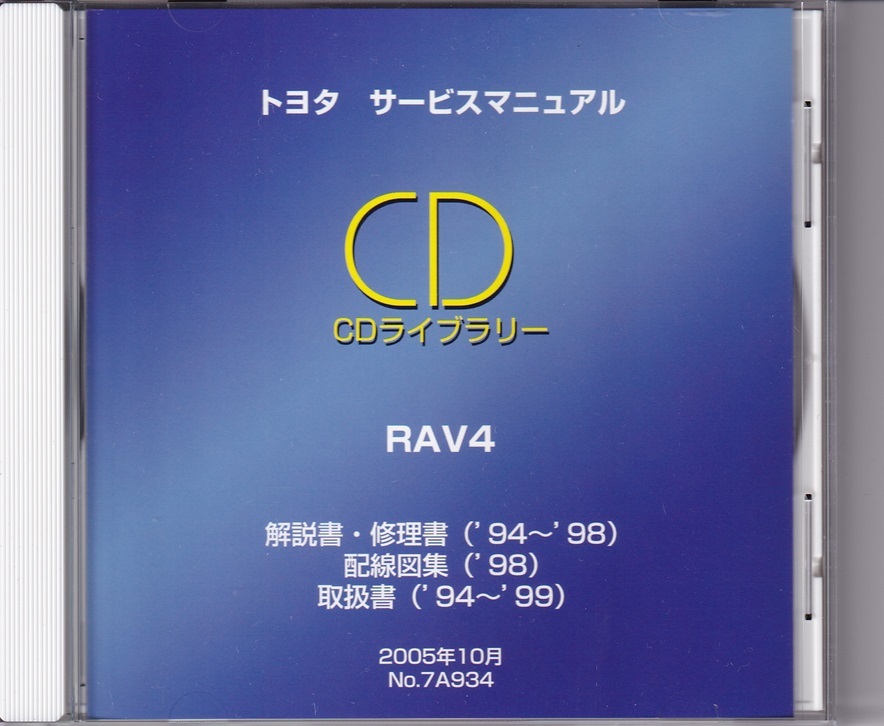 トヨタ　サービスマニュアル
CD
CDライブラリー
RAV4
解説書・修理書（'94～'98）
配線図集（'98）
取扱書（'94～'99）
2005年10月
No.7A934